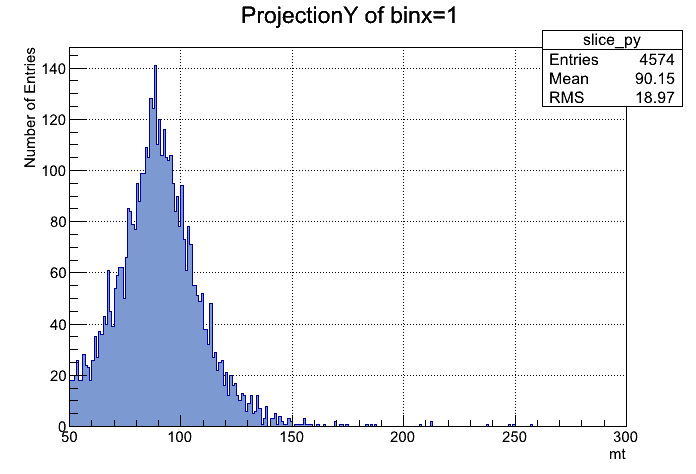 ProjectionY of binx=1
slice_py
Entries 4574
Mean 90.15
RMS 18.97
Number of Entries
140
120
100
80
60
40
20
0
50 100 150 200 250 300
mt